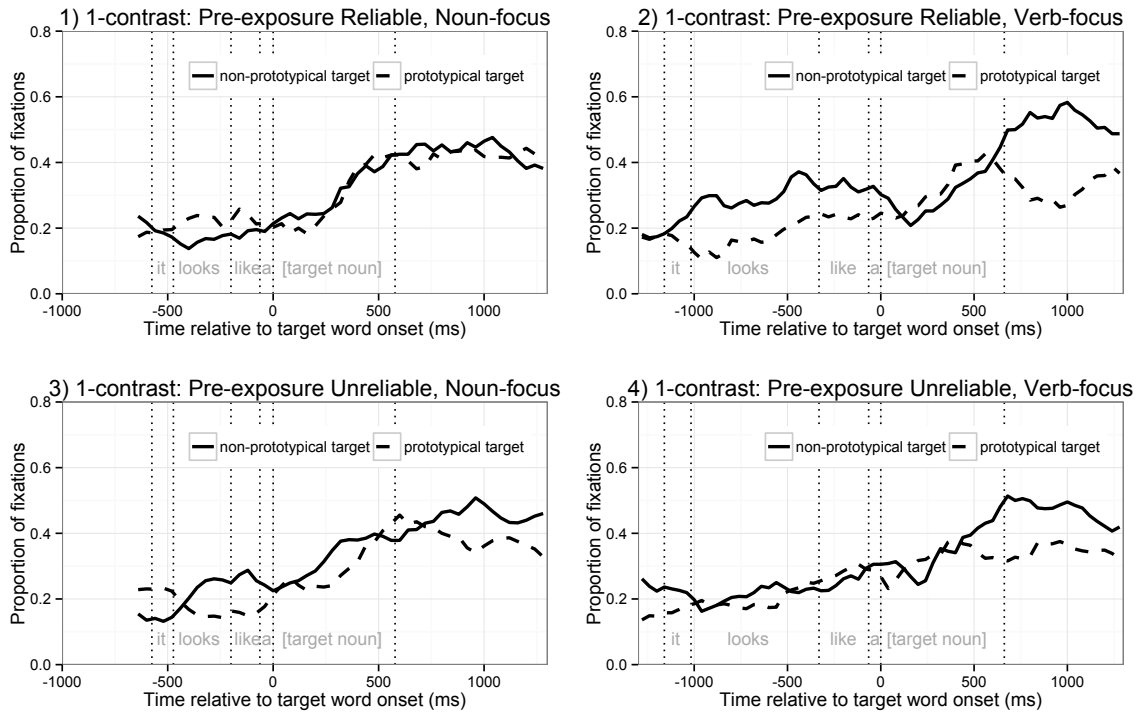 1) 1-contrast: Pre-exposure Reliable, Noun-focus
0.8
non-prototypical target prototypical target
0.6
0.4
0.2
0.0
Proportion of fixations
it looks like a [target noun]
-1000 -500 0 500 1000
Time relative to target word onset (ms)
2) 1-contrast: Pre-exposure Reliable, Verb-focus
0.8
non-prototypical target prototypical target
0.6
0.4
0.2
0.0
Proportion of fixations
it looks like a [target noun]
-1000 -500 0 500 1000
Time relative to target word onset (ms)
3) 1-contrast: Pre-exposure Unreliable, Noun-focus
0.8
non-prototypical target prototypical target
0.6
0.4
0.2
0.0
Proportion of fixations
it looks like a [target noun]
-1000 -500 0 500 1000
Time relative to target word onset (ms)
4) 1-contrast: Pre-exposure Unreliable, Verb-focus
0.8
non-prototypical target prototypical target
0.6
0.4
0.2
0.0
Proportion of fixations
it looks like a [target noun]
-1000 -500 0 500 1000
Time relative to target word onset (ms)